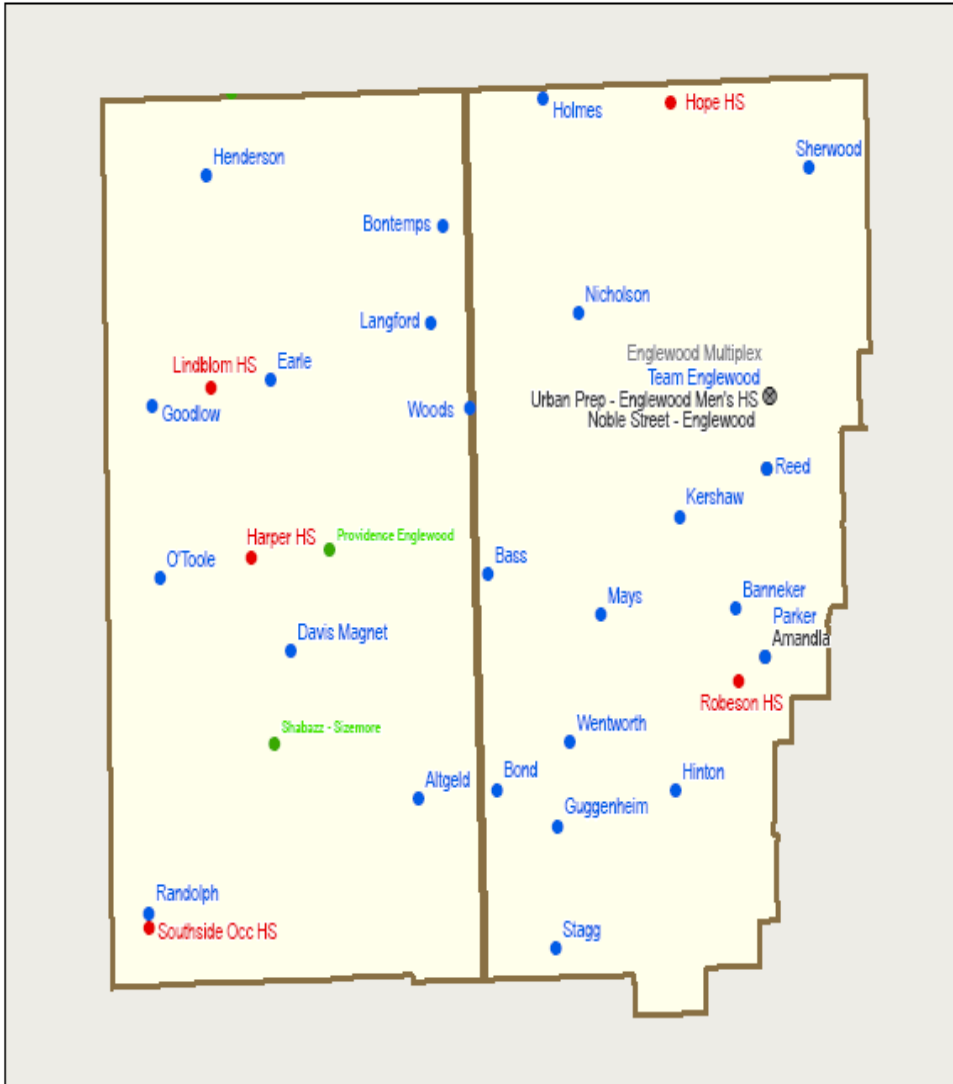 Holmes
Hope HS
Sherwood
Henderson
Bontemps
Nicholson
Langford
Englewood Multiplex
Lindblom HS
Earle
Team Englewood
Urban Prep - Englewood Men's HS
Goodlow
Woods
Noble Street - Englewood
Reed
Kershaw
Harper HS
Providence Englewood
O'Toole
Bass
Mays
Banneker
Parker
Davis Magnet
Amandla
Robeson HS
Shabazz - Sizemore
Wentworth
Altgeld
Bond
Hinton
Guggenheim
Randolph
Southside Occ HS
Stagg